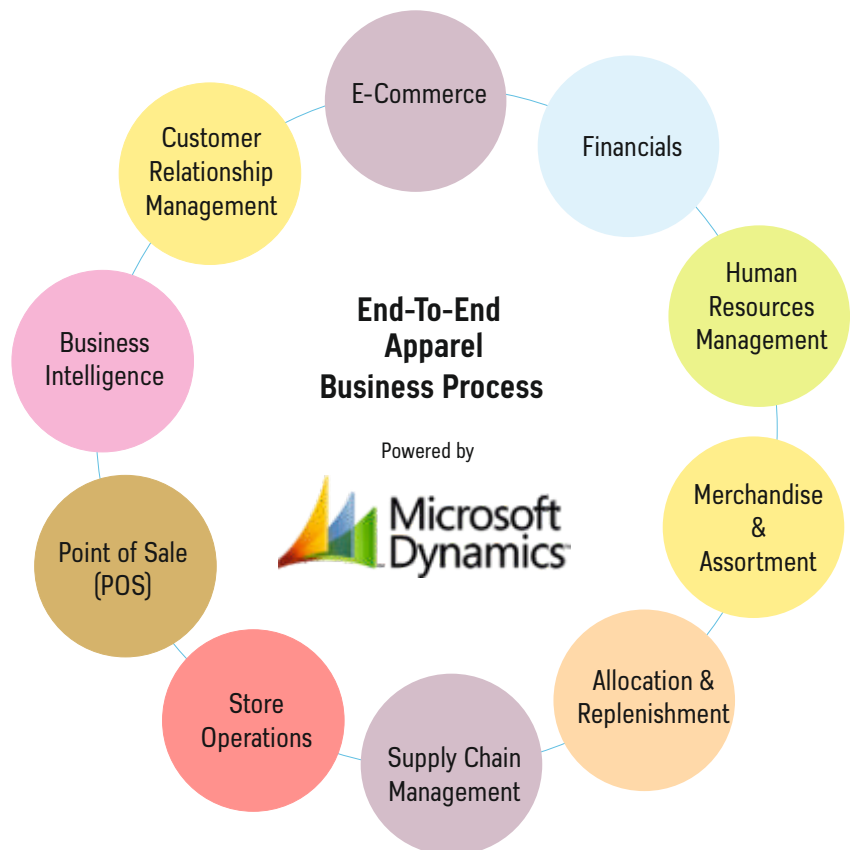 E-Commerce
Financials
Human
Resources
Management
Merchandise
&
Assortment
Allocation &
Replenishment
Supply Chain
Management
Store
Operations
Point of Sale
(POS)
Business
Intelligence
Customer
Relationship
Management
End-To-End
Apparel
Business Process
Powered by
Microsoft
Dynamics™